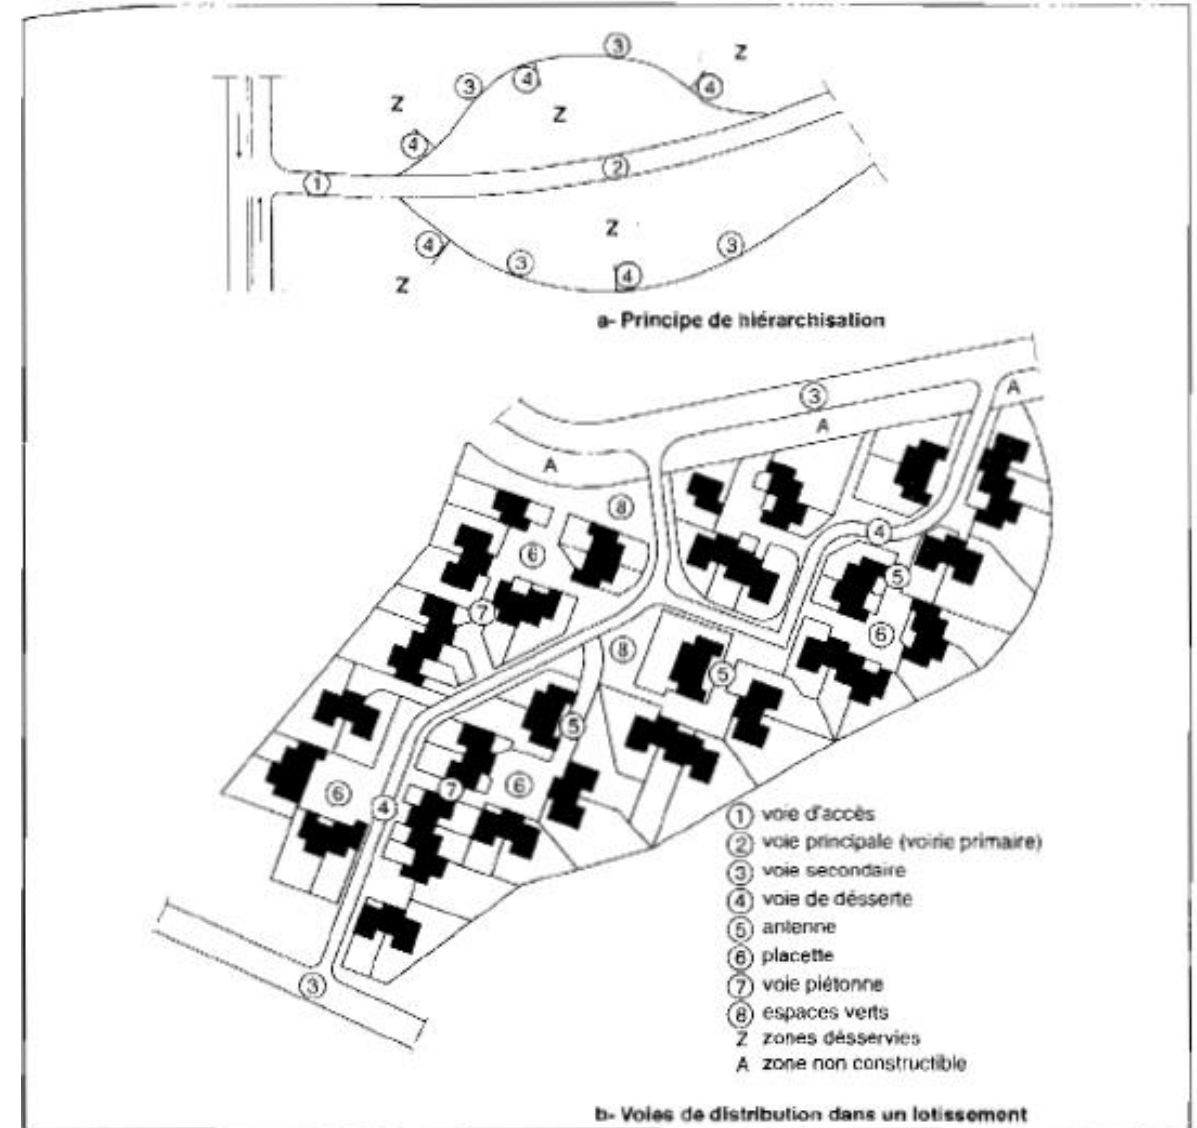 3
Z
4
3
4
Z
Z
4
2
1
Z
4
3
3
4
Z
a- Principe de hiérarchisation
3
A
A
A
8
4
6
5
7
6
8
5
5
6
7
6
4
3
1 voie d'accès
2 voie principale (voirie primaire)
3 voie secondaire
4 voie de désserte
5 antenne
6 placette
7 voie piétonne
8 espaces verts
Z zones désservies
A zone non constructible
b- Voies de distribution dans un lotissement